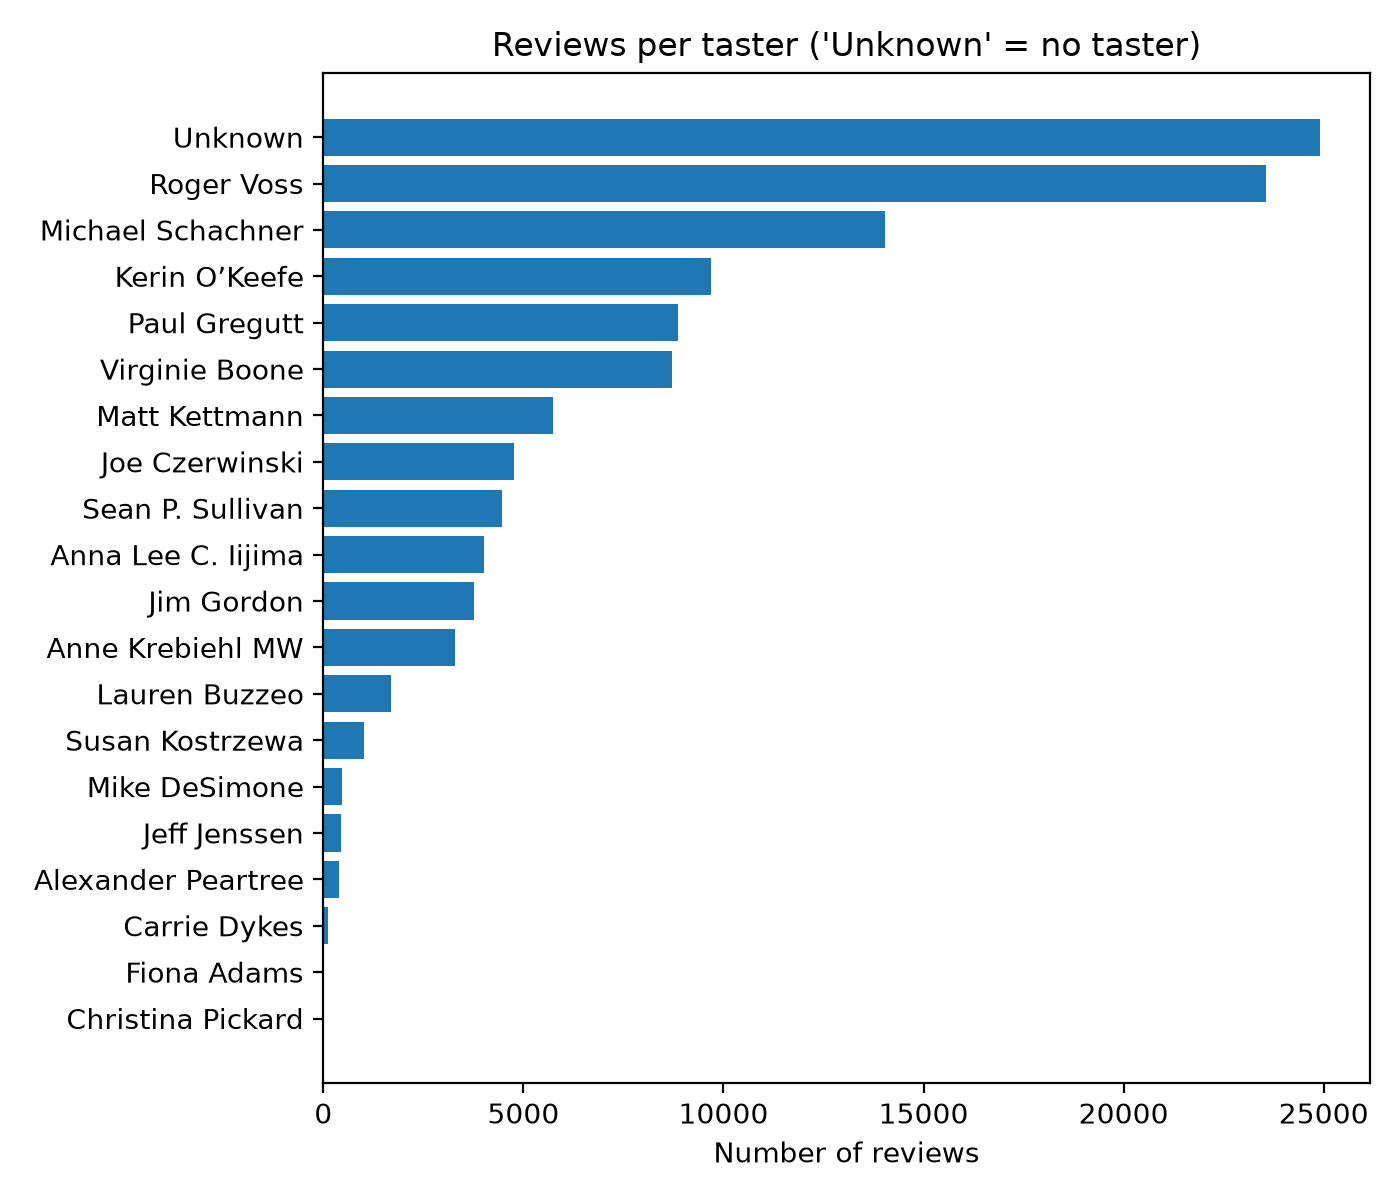 Reviews per taster ('Unknown' = no taster)
Unknown
Roger Voss
Michael Schachner
Kerin O’Keefe
Paul Gregutt
Virginie Boone
Matt Kettmann
Joe Czerwinski
Sean P. Sullivan
Anna Lee C. Iijima
Jim Gordon
Anne Krebiehl MW
Lauren Buzzeo
Susan Kostrzewa
Mike DeSimone
Jeff Jenssen
Alexander Peartree
Carrie Dykes
Fiona Adams
Christina Pickard
0 5000 10000 15000 20000 25000
Number of reviews